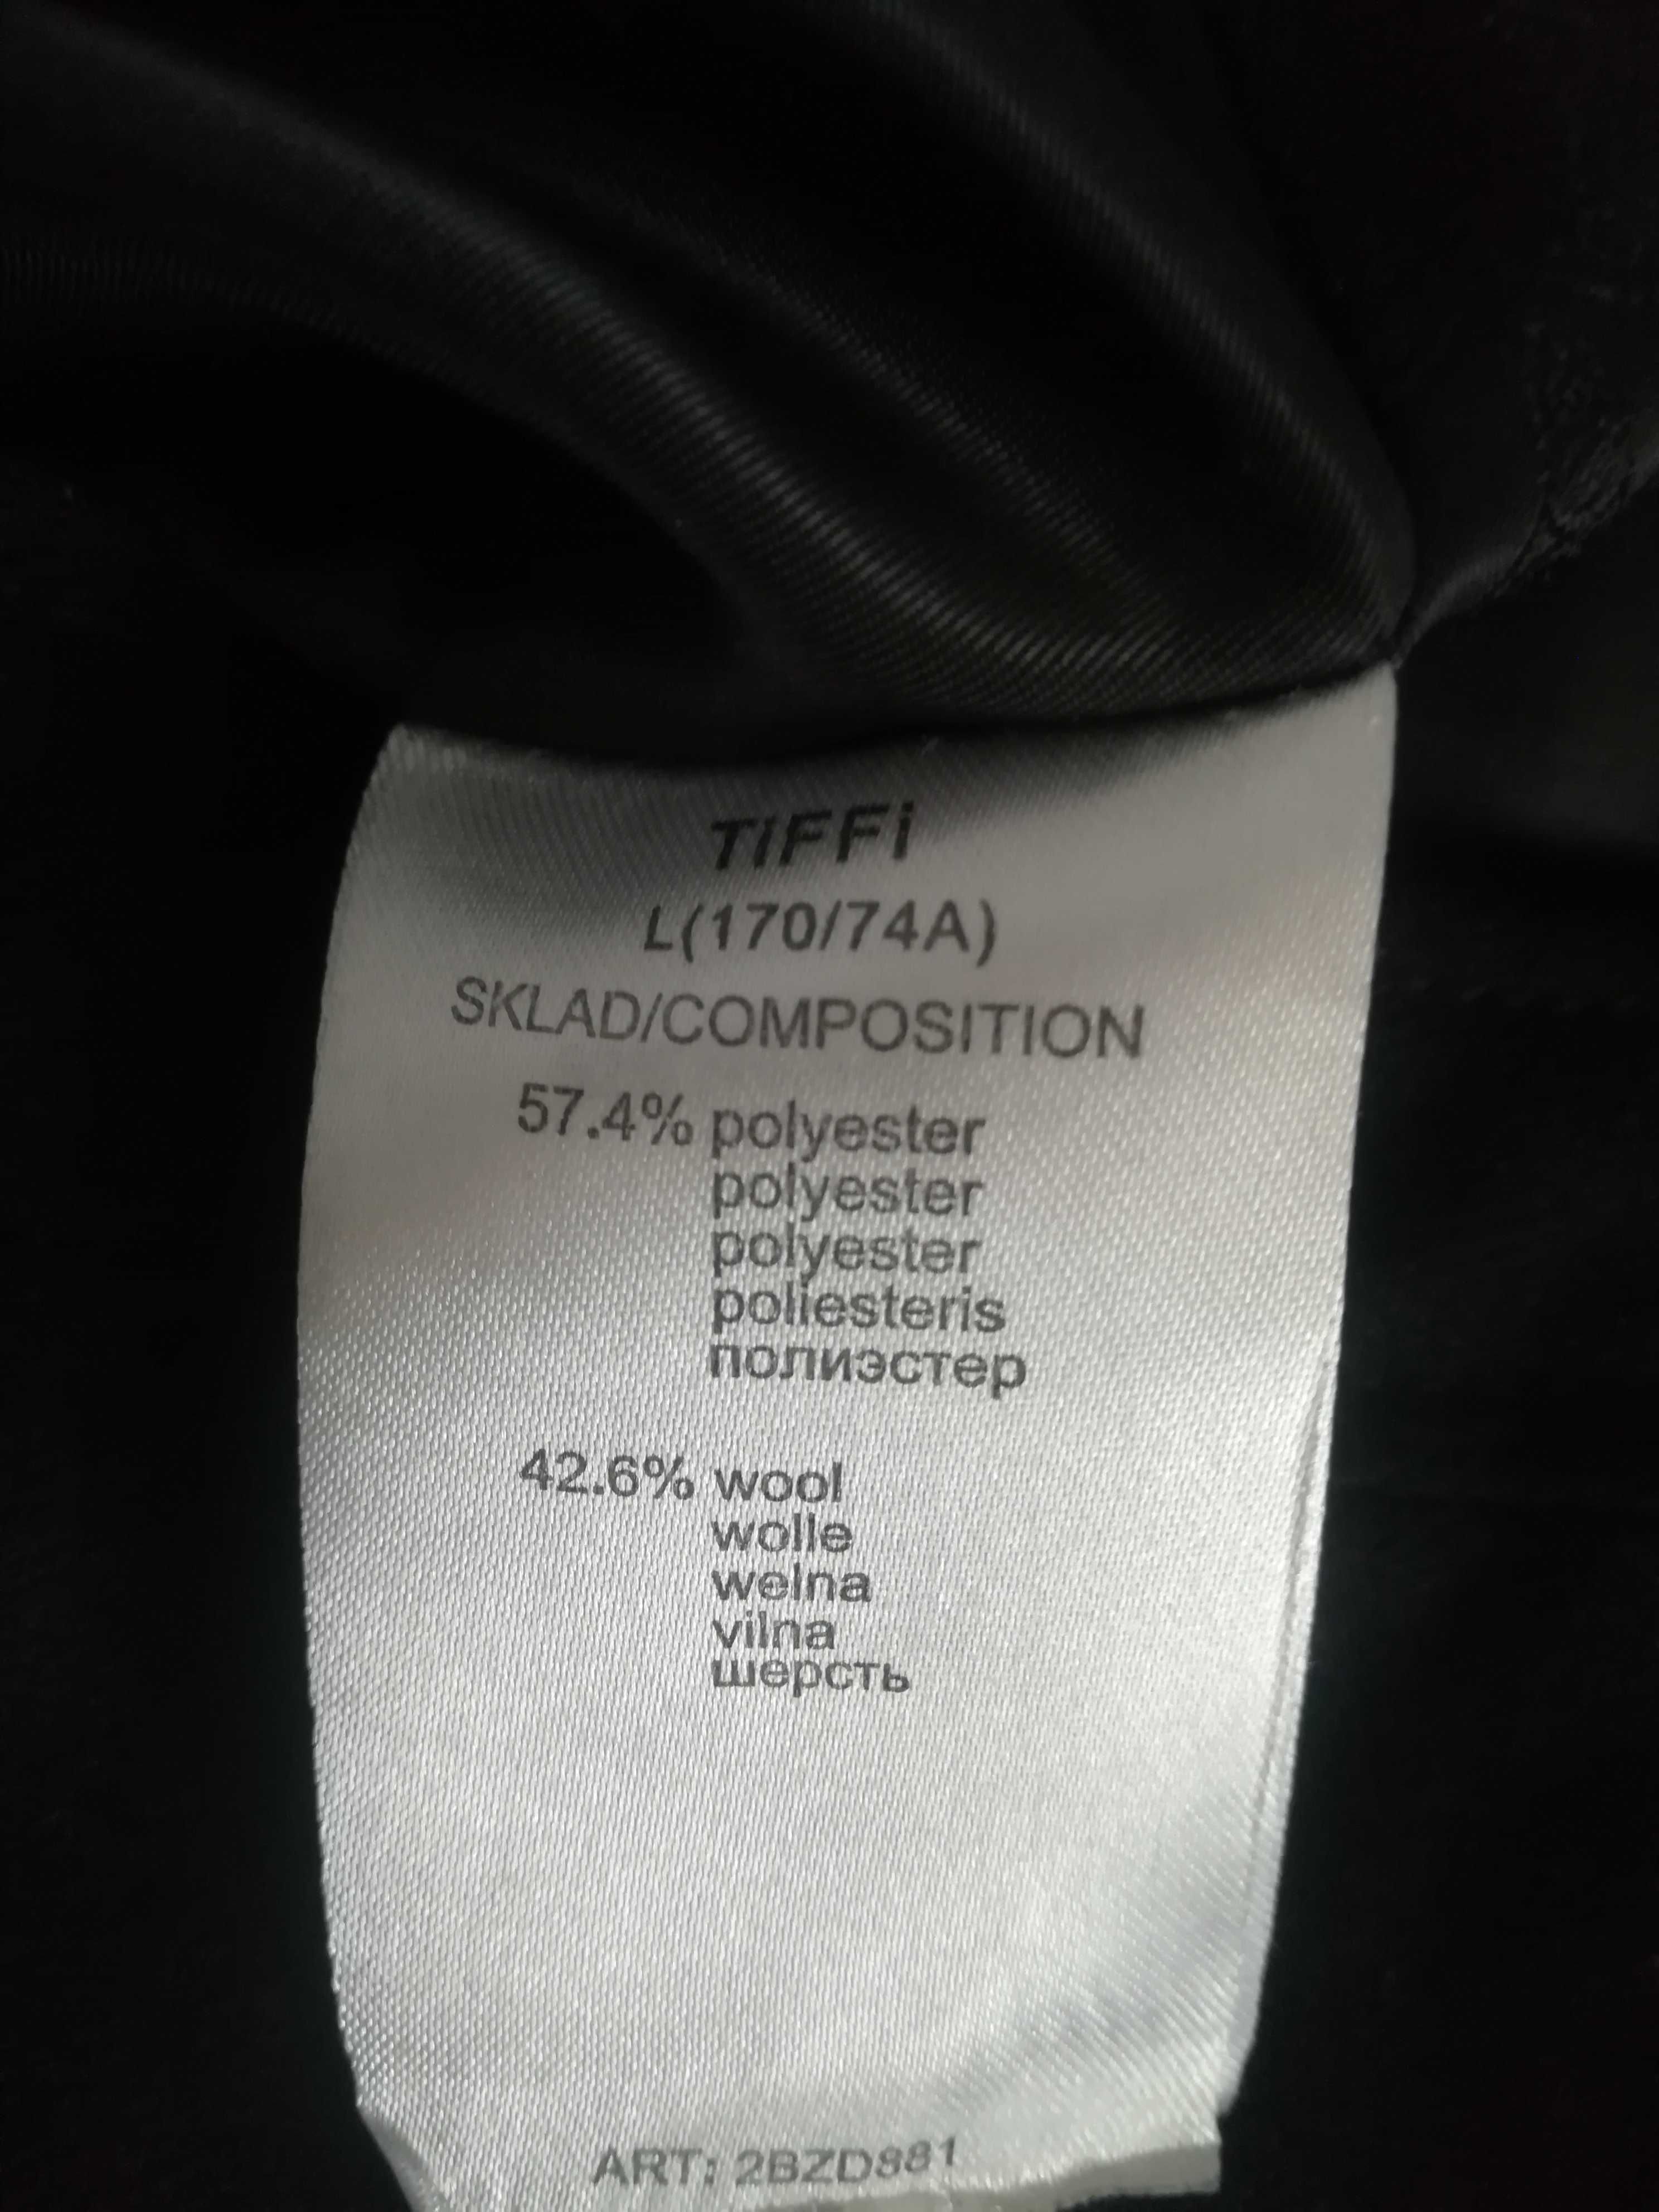 TIFFi
L(170/74A)
SKLAD/COMPOSITION
57.4% polyester
polyester
polyester
poliesteris
полиэстер
42.6% wool
wolle
welna
vilna
шерсть
ART: 2BZD881